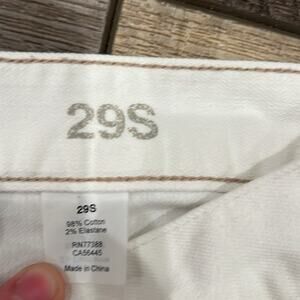 29S
29S
98% Cotton
2% Elastane
RN77388
CA56445
Made in China